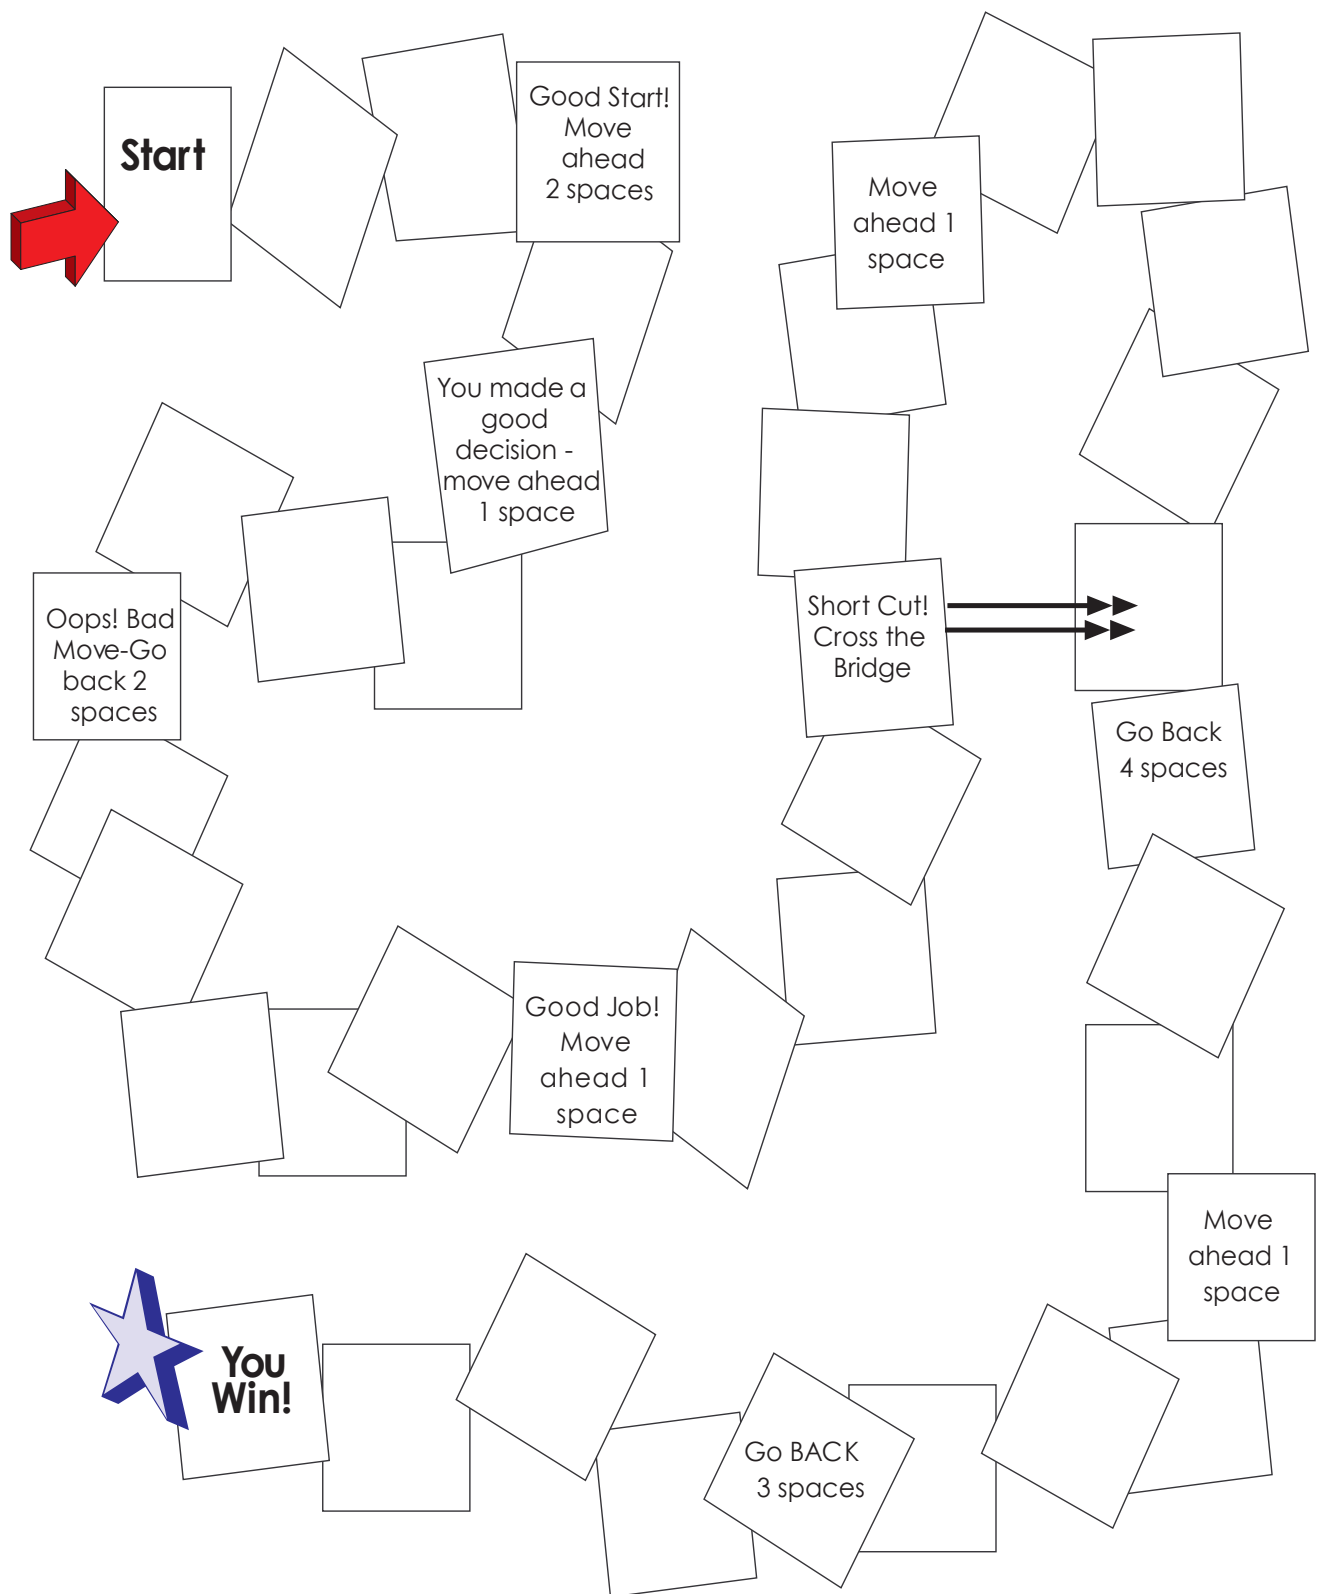 Start
Good Start!
Move
ahead
2 spaces
You made a
good
decision -
move ahead
1 space
Oops! Bad
Move-Go
back 2
spaces
Good Job!
Move
ahead 1
space
Short Cut!
Cross the
Bridge
Move
ahead 1
space
Go Back
4 spaces
Move
ahead 1
space
Go BACK
3 spaces
You
Win!